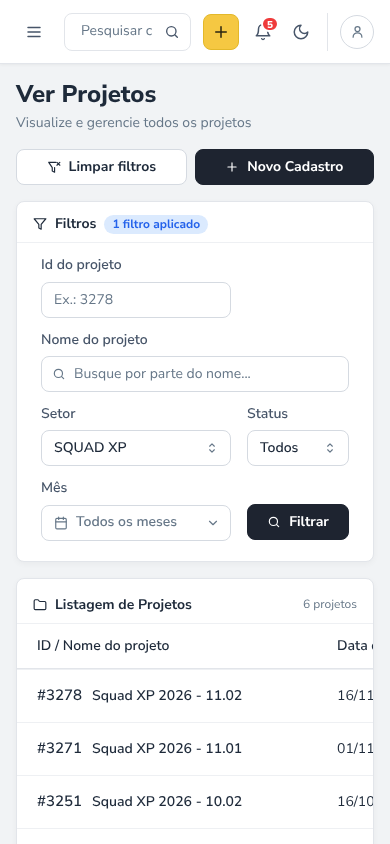 Pesquisar c
5
Ver Projetos
Visualize e gerencie todos os projetos
Limpar filtros
Novo Cadastro
Filtros 1 filtro aplicado
Id do projeto
Ex.: 3278
Nome do projeto
Busque por parte do nome...
Setor Status
SQUAD XP Todos
Mês
Todos os meses Filtrar
Listagem de Projetos 6 projetos
ID / Nome do projeto Data
#3278 Squad XP 2026 - 11.02 16/11
#3271 Squad XP 2026 - 11.01 01/11
#3251 Squad XP 2026 - 10.02 16/10